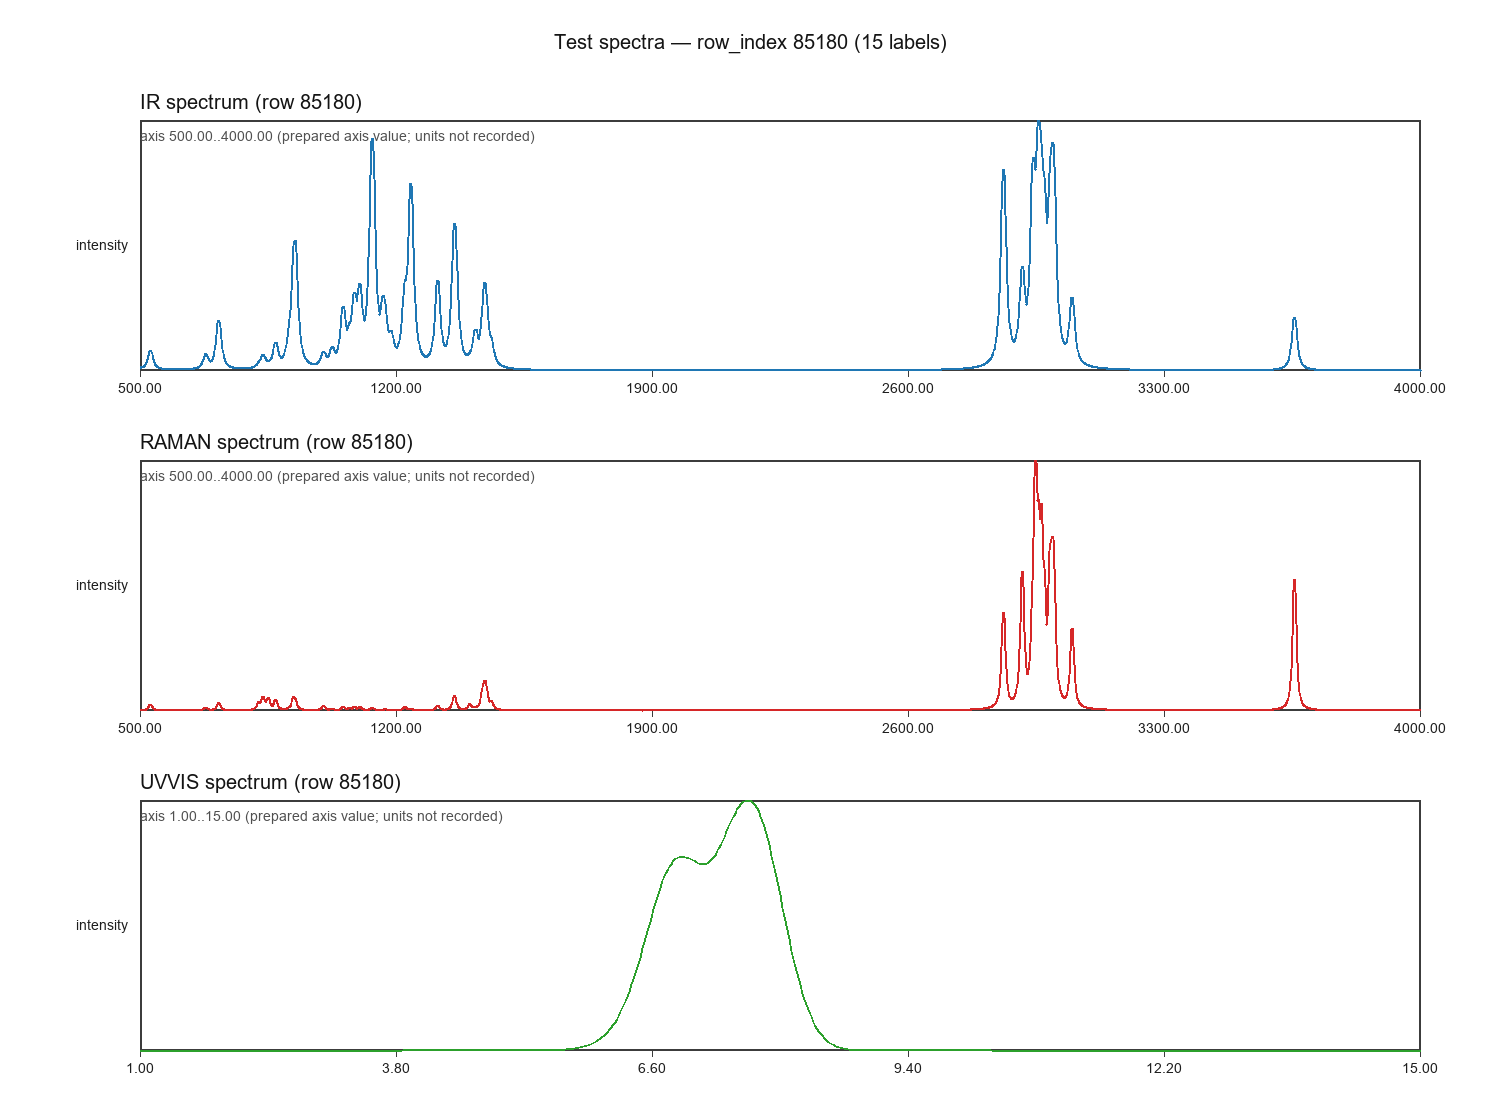 Test spectra — row_index 85180 (15 labels)
IR spectrum (row 85180)
axis 500.00..4000.00 (prepared axis value; units not recorded)
intensity
500.00 1200.00 1900.00 2600.00 3300.00 4000.00
RAMAN spectrum (row 85180)
axis 500.00..4000.00 (prepared axis value; units not recorded)
intensity
500.00 1200.00 1900.00 2600.00 3300.00 4000.00
UVVIS spectrum (row 85180)
axis 1.00..15.00 (prepared axis value; units not recorded)
intensity
1.00 3.80 6.60 9.40 12.20 15.00